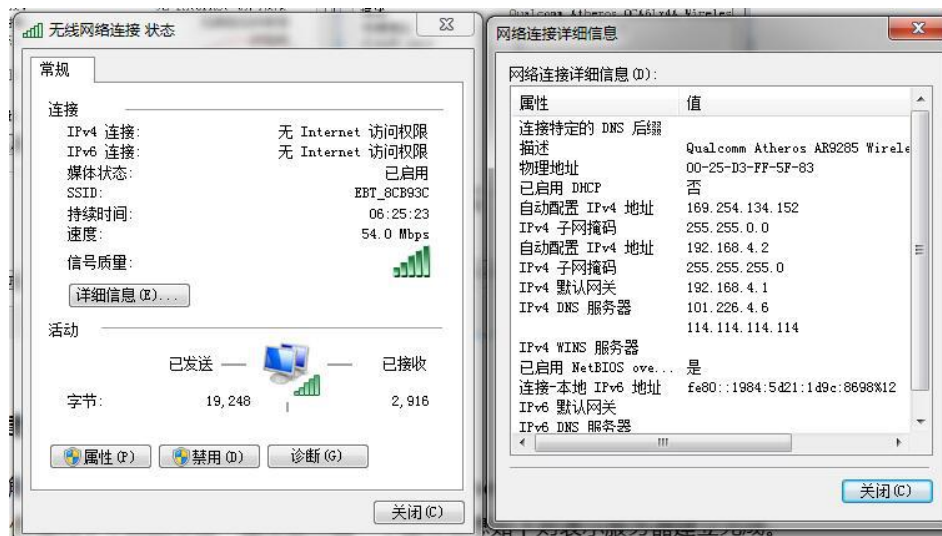 无线网络连接 状态
常规
连接
IPv4 连接: 无 Internet 访问权限
IPv6 连接: 无 Internet 访问权限
媒体状态: 已启用
SSID: EBT_8CB93C
持续时间: 06:25:23
速度: 54.0 Mbps
信号质量:
详细信息(E)...
活动
已发送 — — 已接收
字节: 19,248 2,916
属性(P) 禁用(D) 诊断(G)
关闭(C)
网络连接详细信息
网络连接详细信息(D):
属性 值
连接特定的 DNS 后缀
描述 Qualcomm Atheros AR9285 Wirele
物理地址 00-25-D3-FF-5F-83
已启用 DHCP 否
自动配置 IPv4 地址 169.254.134.152
IPv4 子网掩码 255.255.0.0
自动配置 IPv4 地址 192.168.4.2
IPv4 子网掩码 255.255.255.0
IPv4 默认网关 192.168.4.1
IPv4 DNS 服务器 101.226.4.6
114.114.114.114
IPv4 WINS 服务器
已启用 NetBIOS ove... 是
连接-本地 IPv6 地址 fe80::1984:5d21:1d9c:8698%12
IPv6 默认网关
IPv6 DNS 服务器
关闭(C)